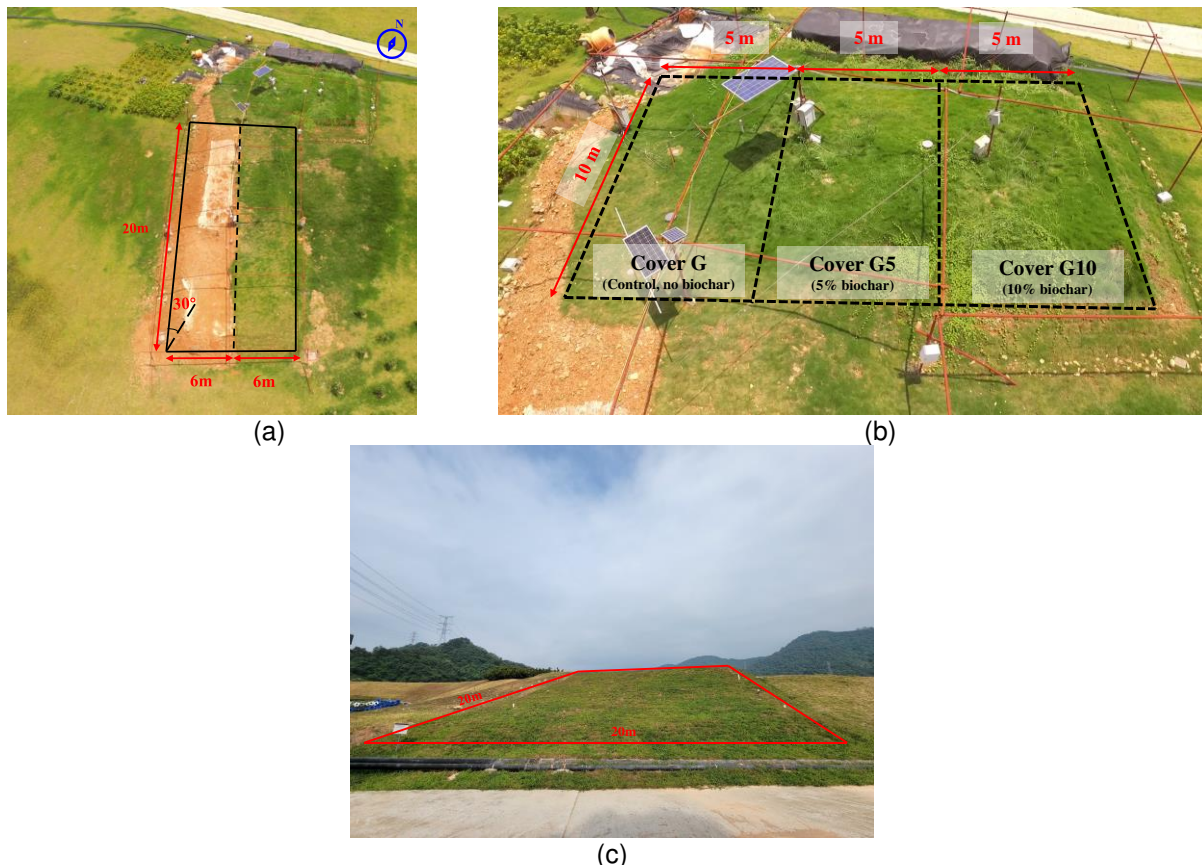 N
20m
30°
6m
6m
(a)
5 m
5 m
5 m
10 m
Cover G
(Control, no biochar)
Cover G5
(5% biochar)
Cover G10
(10% biochar)
(b)
20m
20m
(c)